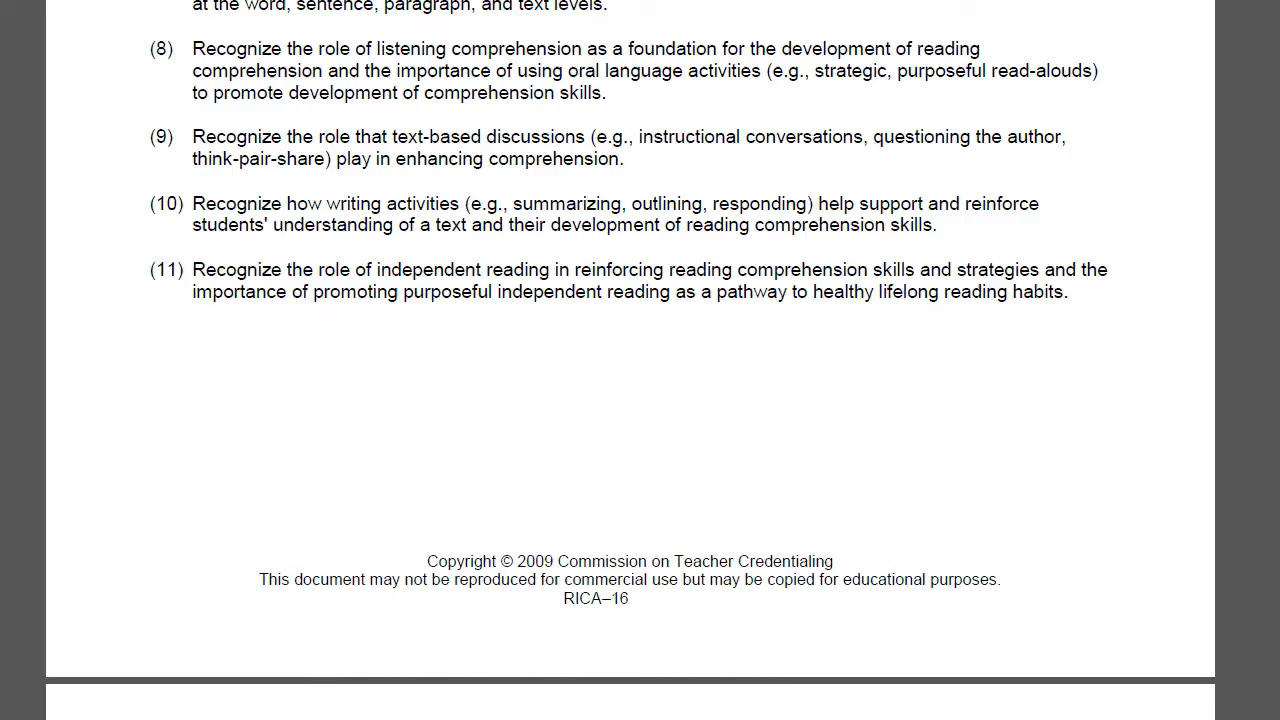 at the word, sentence, paragraph, and text levels.
(8) Recognize the role of listening comprehension as a foundation for the development of reading
comprehension and the importance of using oral language activities (e.g., strategic, purposeful read-alouds)
to promote development of comprehension skills.
(9) Recognize the role that text-based discussions (e.g., instructional conversations, questioning the author,
think-pair-share) play in enhancing comprehension.
(10) Recognize how writing activities (e.g., summarizing, outlining, responding) help support and reinforce
students' understanding of a text and their development of reading comprehension skills.
(11) Recognize the role of independent reading in reinforcing reading comprehension skills and strategies and the
importance of promoting purposeful independent reading as a pathway to healthy lifelong reading habits.
Copyright © 2009 Commission on Teacher Credentialing
This document may not be reproduced for commercial use but may be copied for educational purposes.
RICA–16